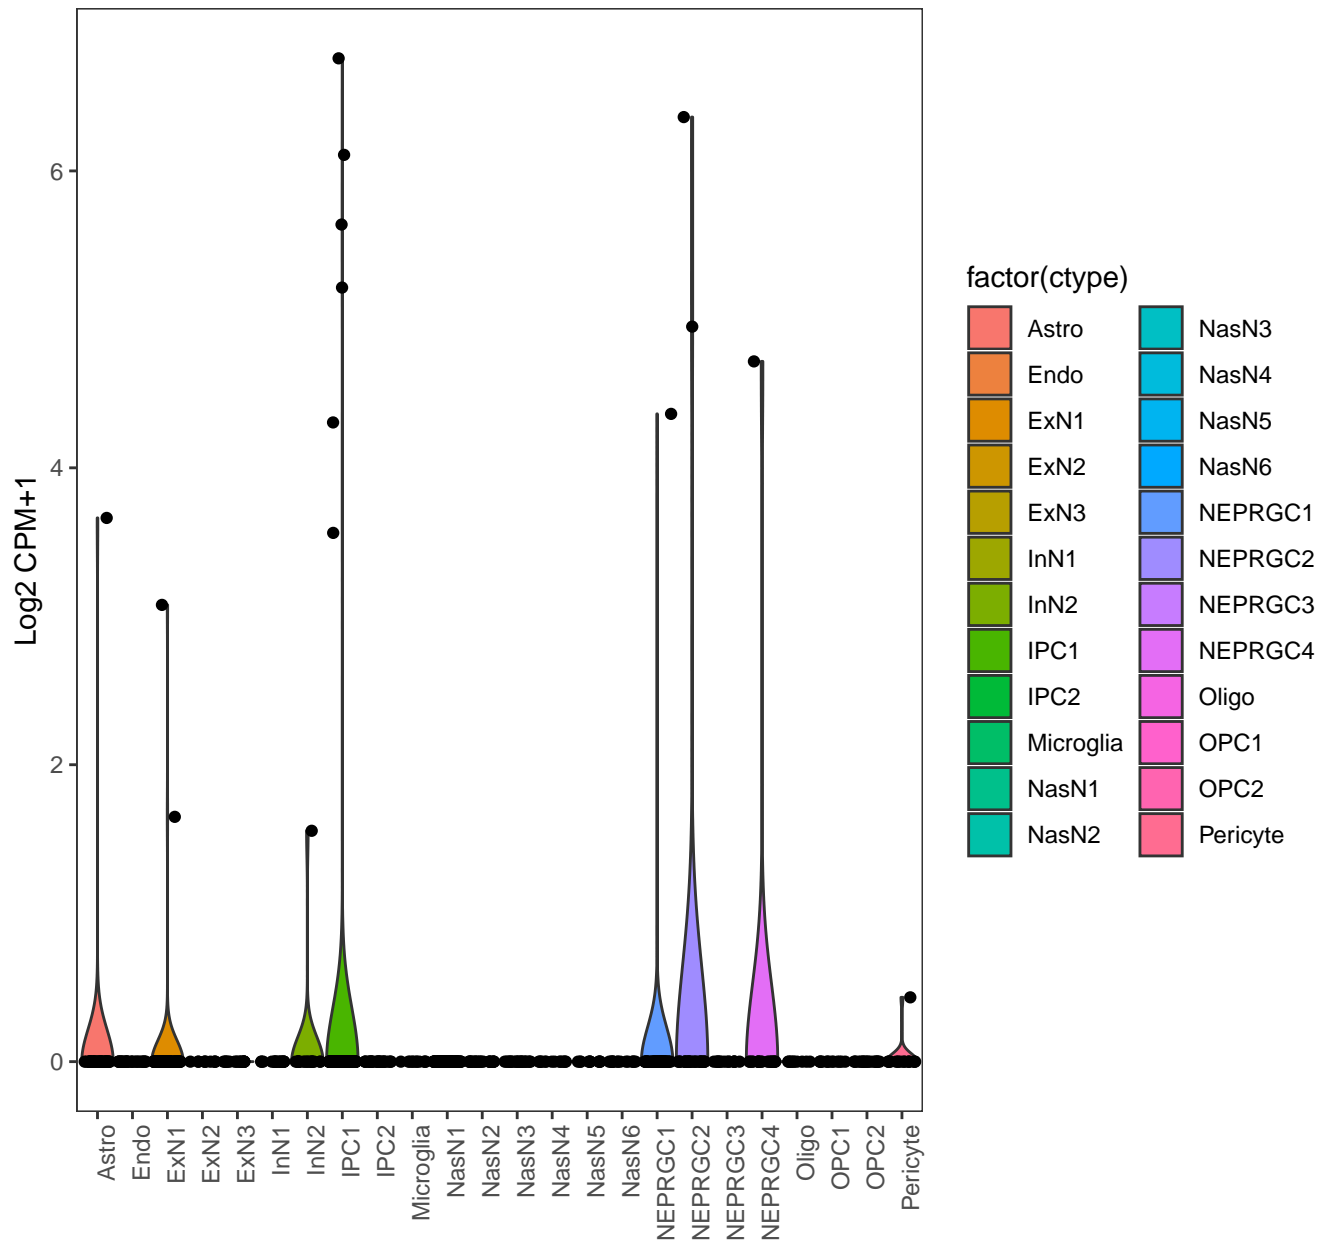 Log2 CPM+1
6
4
2
0
Astro
Endo
ExN1
ExN2
ExN3
InN1
InN2
IPC1
IPC2
Microglia
NasN1
NasN2
NasN3
NasN4
NasN5
NasN6
NEPRGC1
NEPRGC2
NEPRGC3
NEPRGC4
Oligo
OPC1
OPC2
Pericyte
factor(ctype)
Astro
Endo
ExN1
ExN2
ExN3
InN1
InN2
IPC1
IPC2
Microglia
NasN1
NasN2
NasN3
NasN4
NasN5
NasN6
NEPRGC1
NEPRGC2
NEPRGC3
NEPRGC4
Oligo
OPC1
OPC2
Pericyte